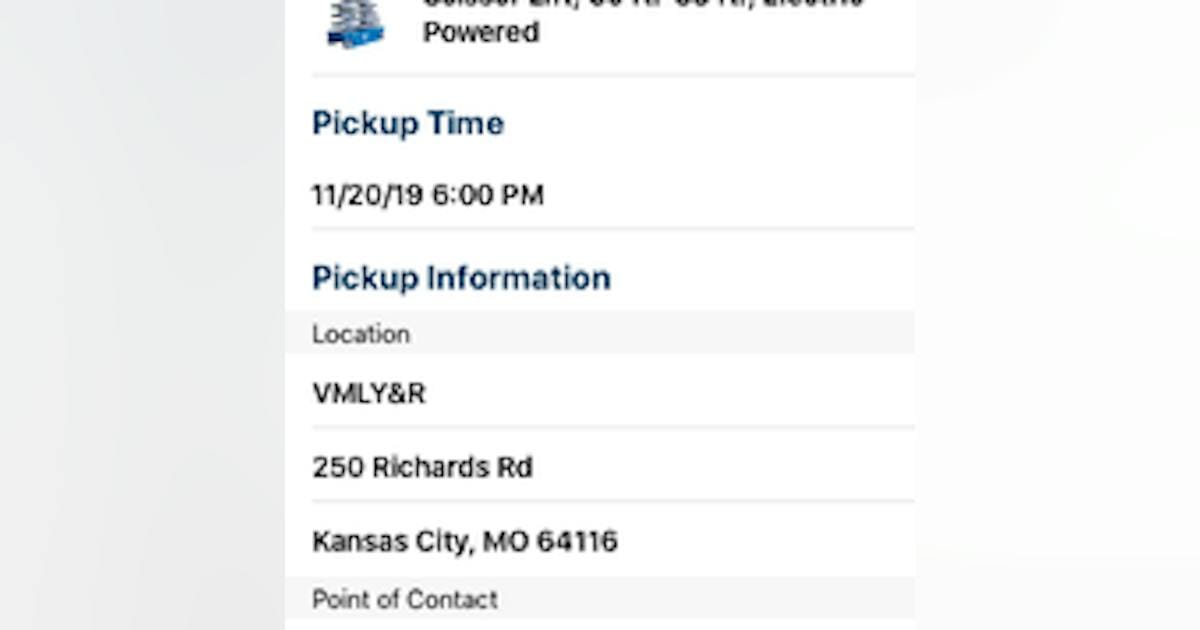 Powered
Pickup Time
11/20/19 6:00 PM
Pickup Information
Location
VMLY&R
250 Richards Rd
Kansas City, MO 64116
Point of Contact